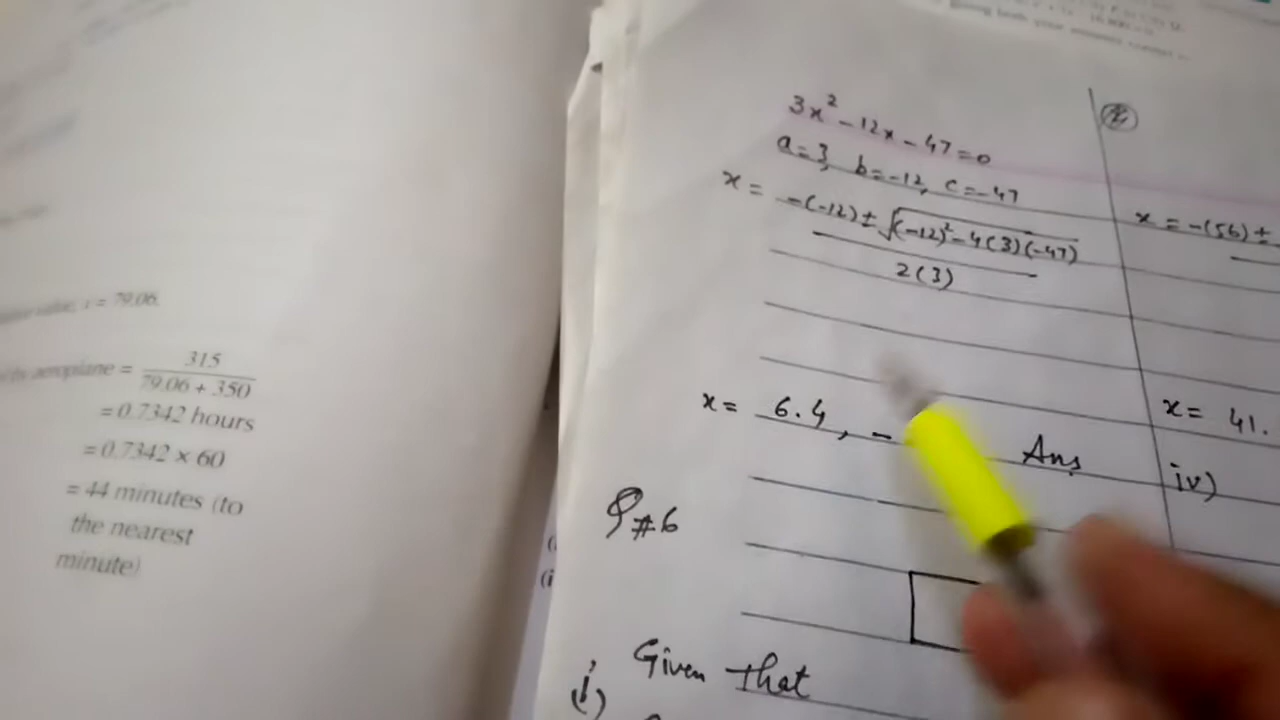 value, t = 79.06.
aeroplane = 315
79.06 + 350
= 0.7342 hours
= 0.7342 × 60
= 44 minutes (to
the nearest
minute)
3x² - 12x - 47 = 0
a = 3, b = -12, c = -47
x = -(-12) ± √(-12)² - 4(3)(-47)
2(3)
x = 6.4, -
Ans
Q#6
Given That
(i)
x = -(56) ±
x = 41.
iv)